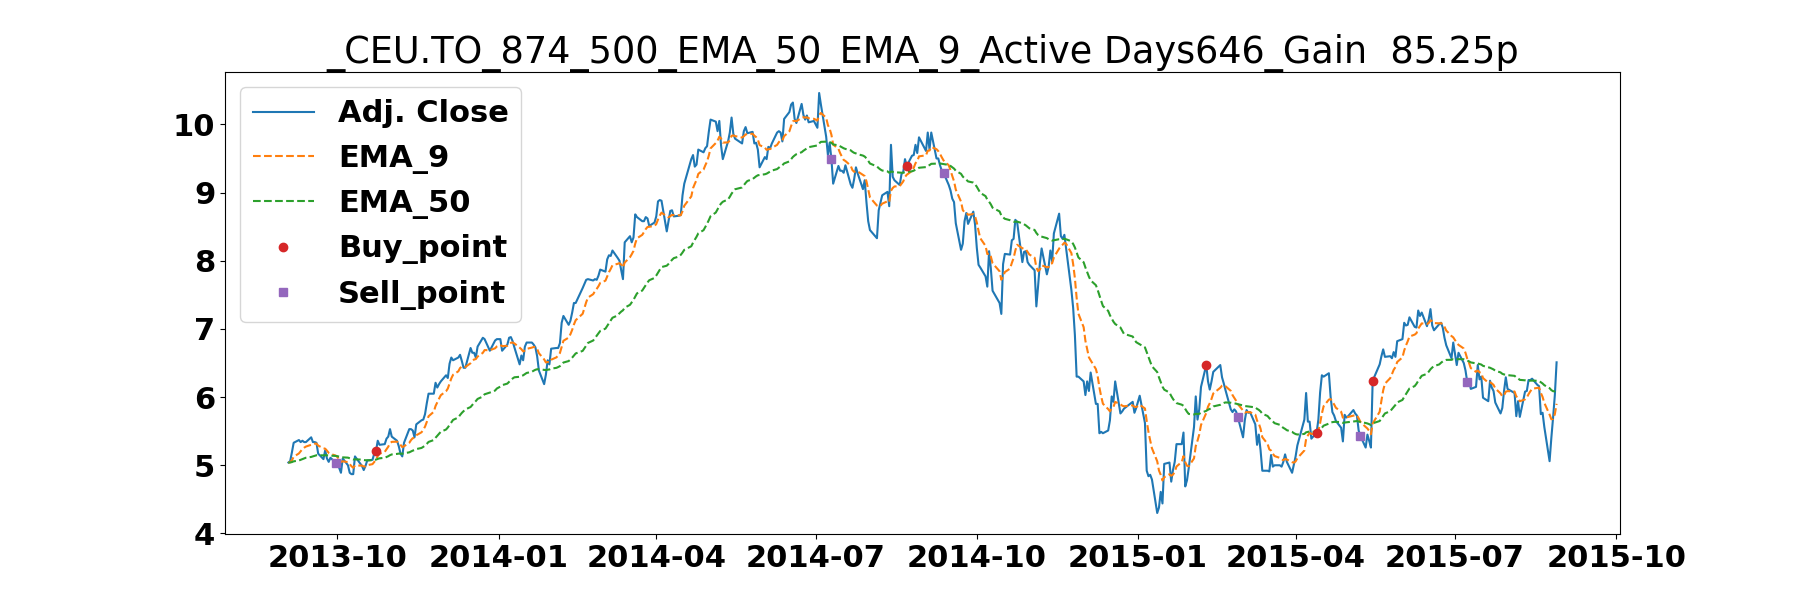 _CEU.TO_874_500_EMA_50_EMA_9_Active Days646_Gain  85.25p
Adj. Close
EMA_9
EMA_50
Buy_point
Sell_point
10
9
8
7
6
5
4
2013-10 2014-01 2014-04 2014-07 2014-10 2015-01 2015-04 2015-07 2015-10